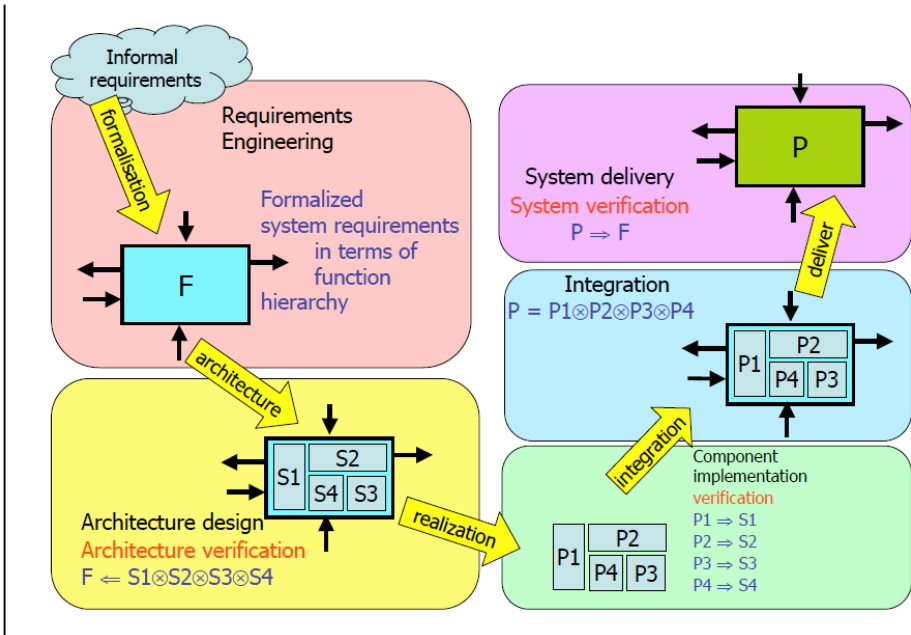 Informal
requirements
formalisation
Requirements
Engineering
Formalized
system requirements
in terms of
function
hierarchy
F
architecture
S1
S2
S4
S3
Architecture design
Architecture verification
F ⇐ S1⊗S2⊗S3⊗S4
realization
P1
P2
P4
P3
Component
implementation
verification
P1 ⇒ S1
P2 ⇒ S2
P3 ⇒ S3
P4 ⇒ S4
integration
Integration
P = P1⊗P2⊗P3⊗P4
P1
P2
P4
P3
deliver
System delivery
System verification
P ⇒ F
P